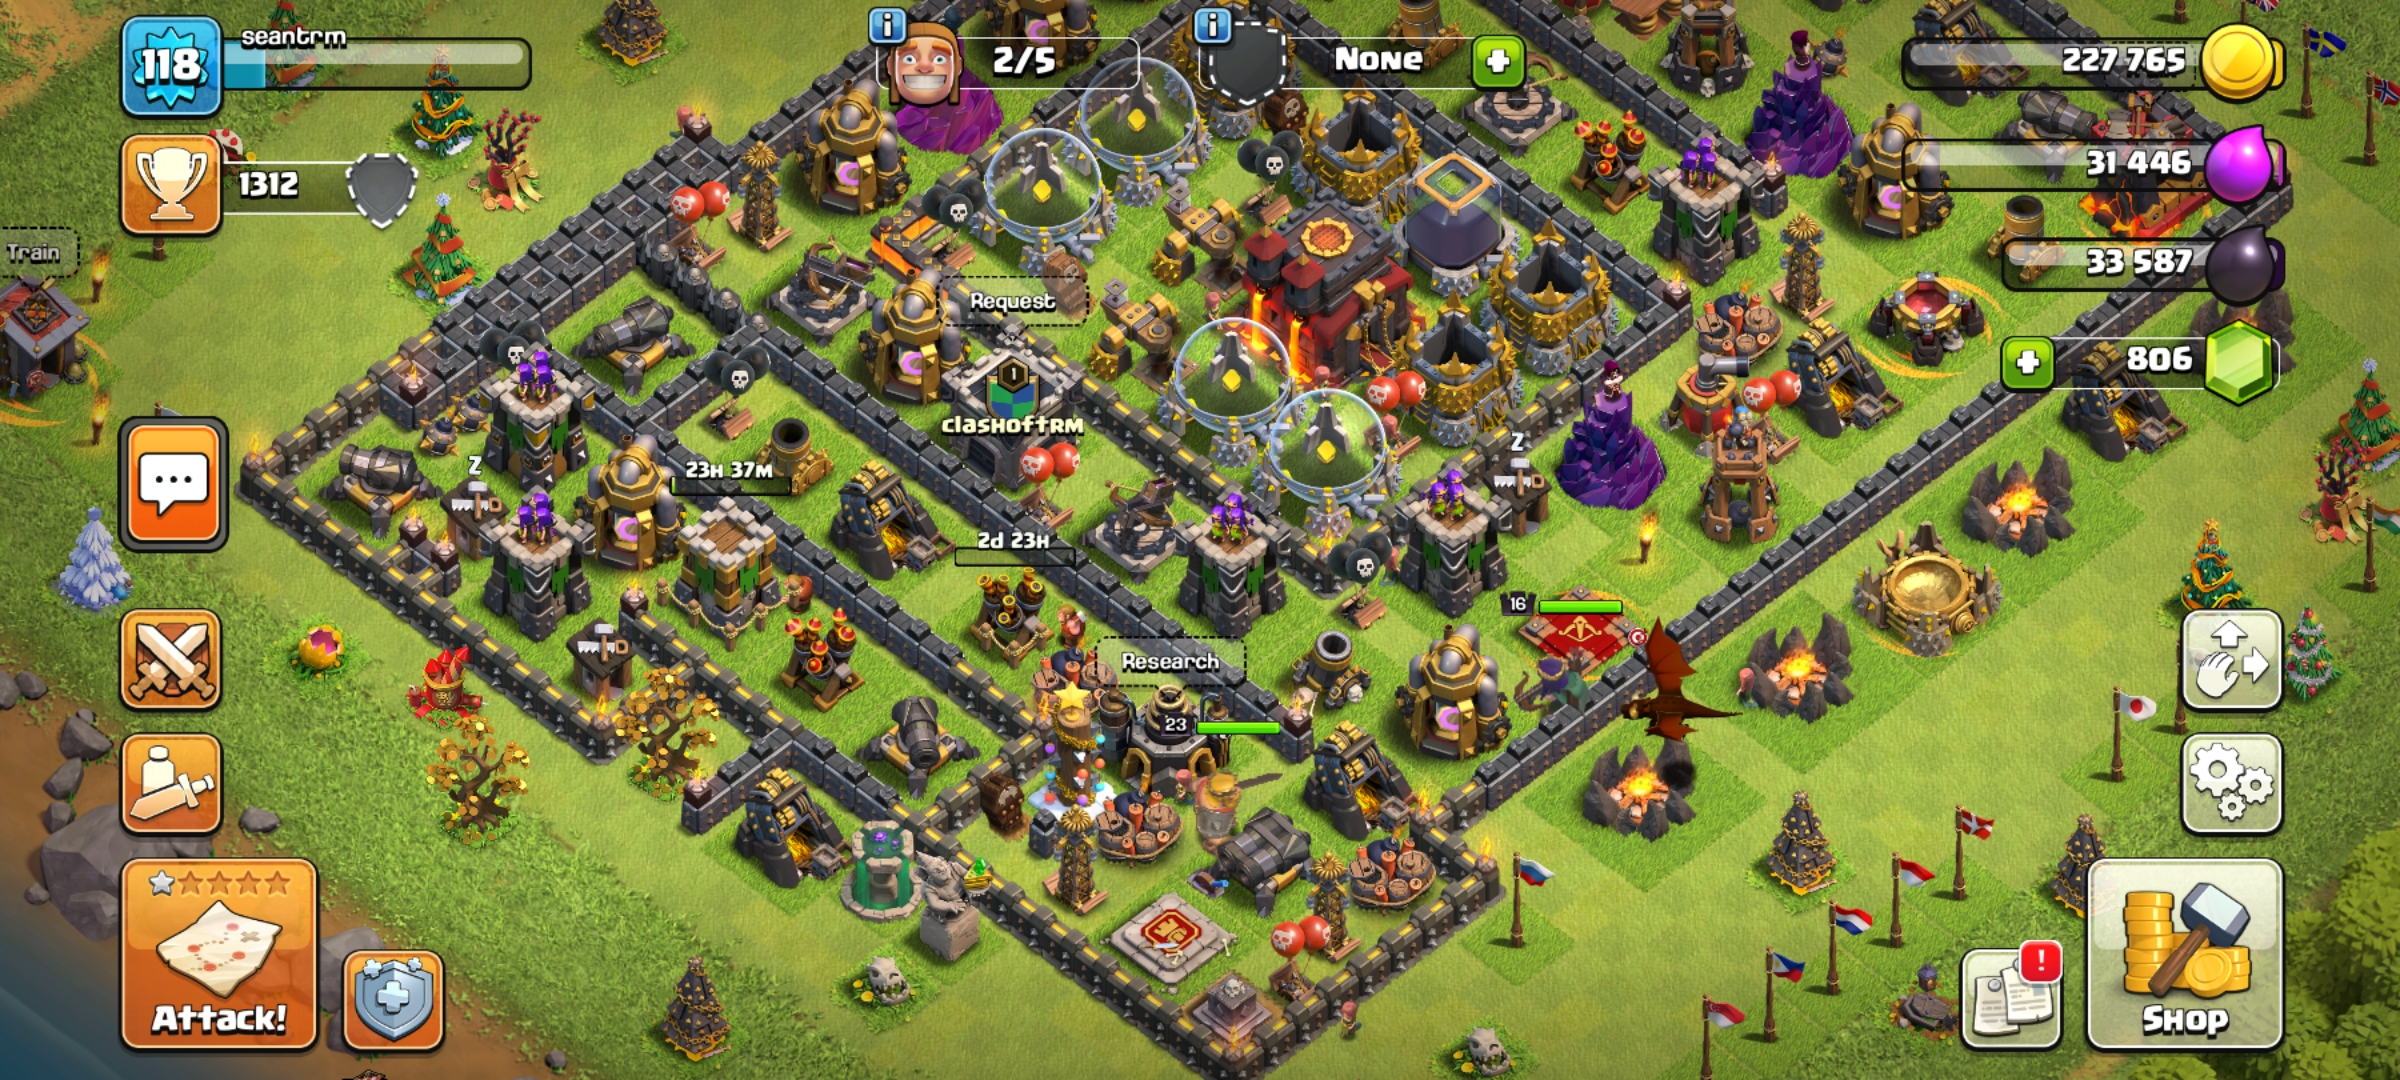 118
seantrm
2/5
None
227 765
1312
31 446
Train
33 587
Request
806
1
clashoftrm
Z
23H 37M
Z
2d 23H
16
Research
23
Attack!
!
Shop